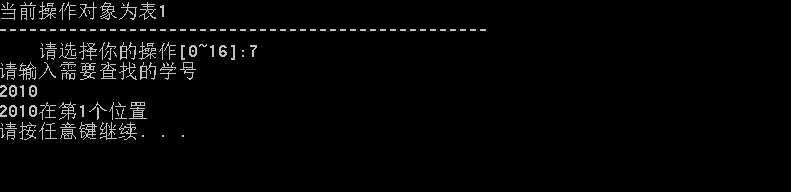 当前操作对象为表1
-------------------------------------------------
请选择你的操作[0~16]:7
请输入需要查找的学号
2010
2010在第1个位置
请按任意键继续. . .